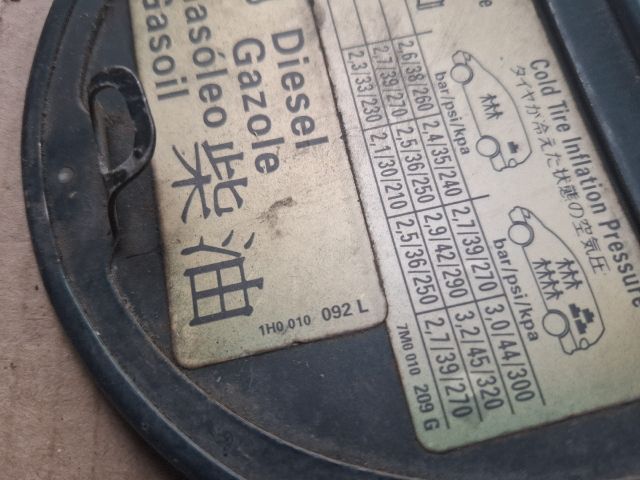 Diesel
Gazole
asóleo
Gasoil
柴油
1H0 010 092 L
Cold Tire Inflation Pressure
タイヤが冷えた状態の空気圧
bar/psi/kpa bar/psi/kpa
2,6/38/260 2,4/35/240 2,7/39/270 3,0/44/300
2,7/39/270 2,5/36/250 2,9/42/290 3,2/45/320
2,3/33/230 2,1/30/210 2,5/36/250 2,7/39/270
7M0 010 209 G